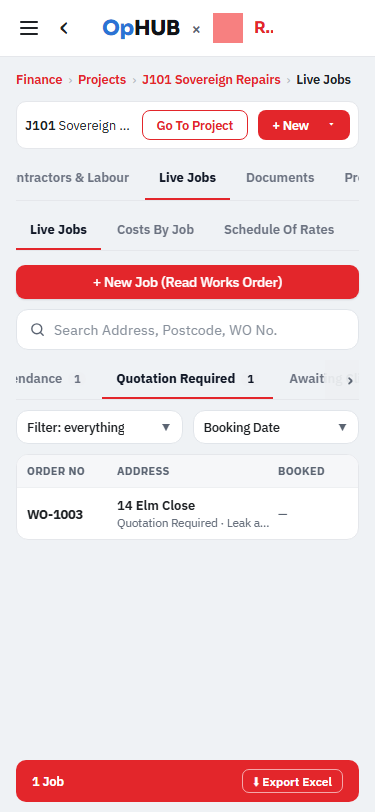 OpHUB × R..
Finance › Projects › J101 Sovereign Repairs › Live Jobs
J101 Sovereign ...
Go To Project
+ New
ntractors & Labour
Live Jobs
Documents
Pr
Live Jobs
Costs By Job
Schedule Of Rates
+ New Job (Read Works Order)
Search Address, Postcode, WO No.
endance 1
Quotation Required 1
Await
Filter: everything
Booking Date
ORDER NO ADDRESS BOOKED
WO-1003
14 Elm Close
Quotation Required · Leak a...
—
1 Job
⬇ Export Excel